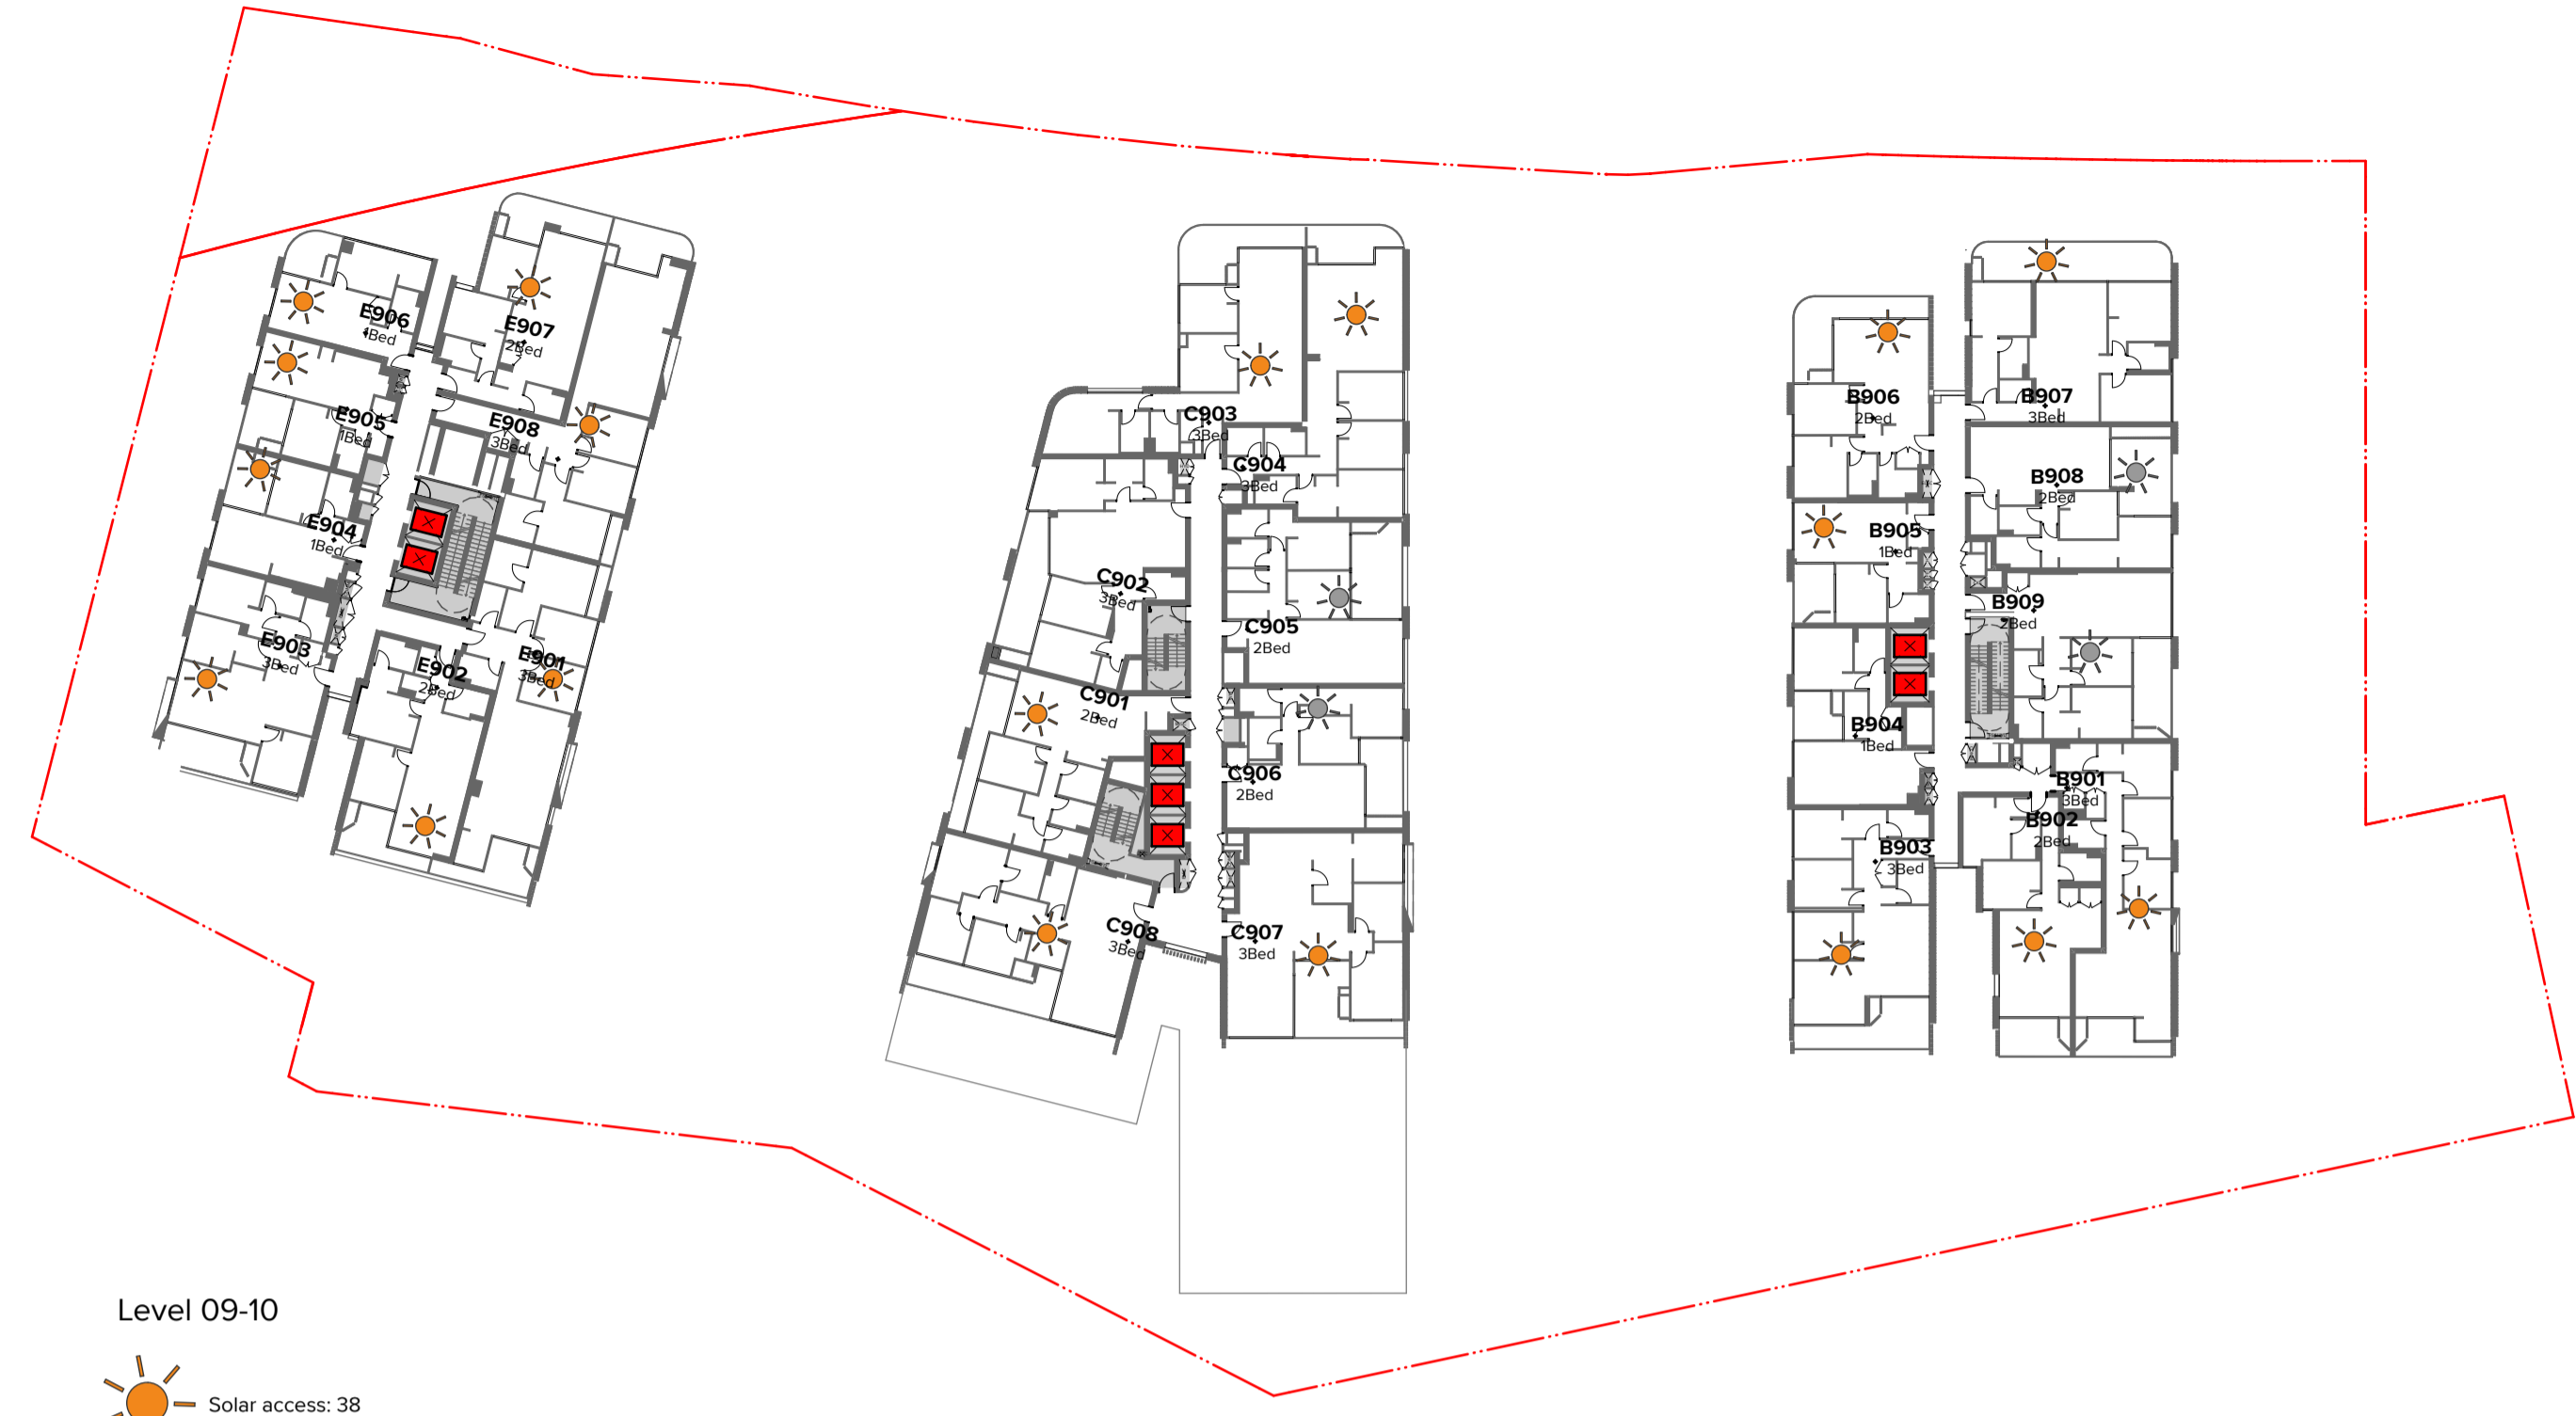 E906
1Bed
E907
2Bed
E905
1Bed
E908
3Bed
E904
1Bed
E903
3Bed
E902
2Bed
E901
3Bed
C903
3Bed
C904
3Bed
C902
3Bed
C905
2Bed
C901
2Bed
C906
2Bed
C908
3Bed
C907
3Bed
B906
2Bed
B907
3Bed
B908
2Bed
B905
1Bed
B909
2Bed
B904
1Bed
B901
3Bed
B902
2Bed
B903
3Bed
Level 09-10
Solar access: 38